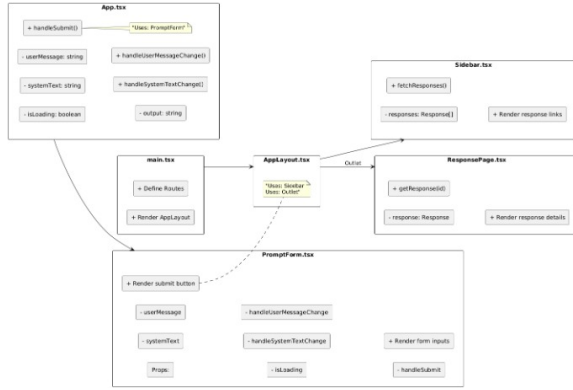 App.tsx
+ handleSubmit()
"Uses: PromptForm"
- userMessage: string
+ handleUserMessageChange()
- systemText: string
+ handleSystemTextChange()
- isLoading: boolean
- output: string
Sidebar.tsx
+ fetchResponses()
- responses: Response[]
+ Render response links
main.tsx
+ Define Routes
+ Render AppLayout
AppLayout.tsx
"Uses: Sidebar
Uses: Outlet"
Outlet
ResponsePage.tsx
+ getResponse(id)
- response: Response
+ Render response details
PromptForm.tsx
+ Render submit button
- userMessage
- handleUserMessageChange
- systemText
- handleSystemTextChange
+ Render form inputs
Props:
- isLoading
- handleSubmit